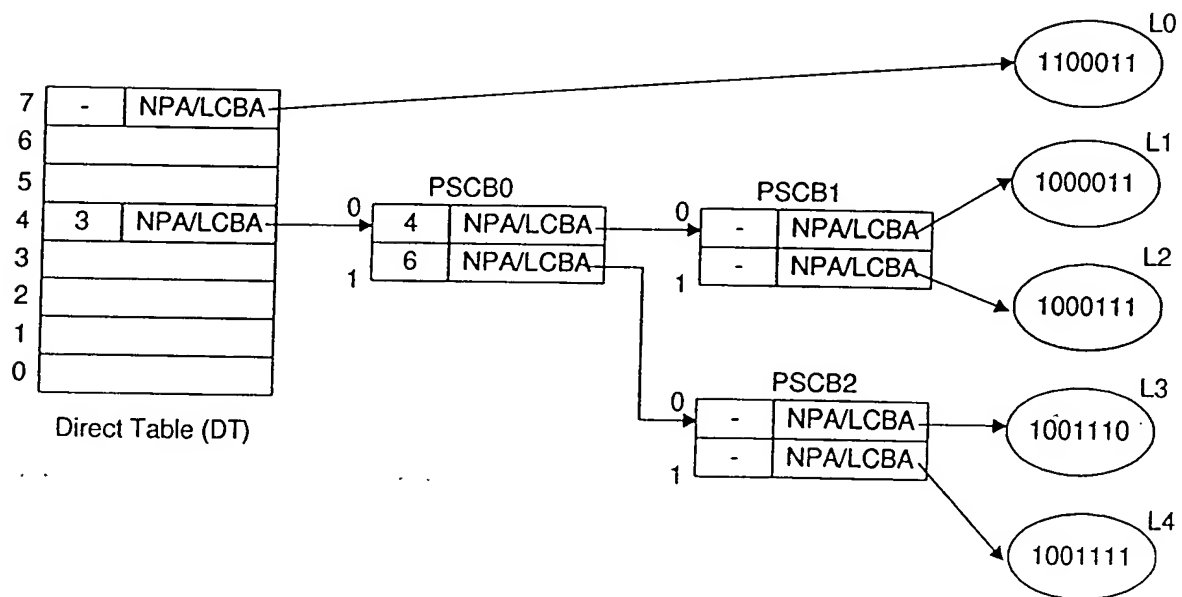 L0
1100011
7 - NPA/LCBA
6
5
4 3 NPA/LCBA
3
2
1
0
Direct Table (DT)
PSCB0
0 4 NPA/LCBA
1 6 NPA/LCBA
PSCB1
0 - NPA/LCBA
1 - NPA/LCBA
L1
1000011
L2
1000111
PSCB2
0 - NPA/LCBA
1 - NPA/LCBA
L3
1001110
L4
1001111